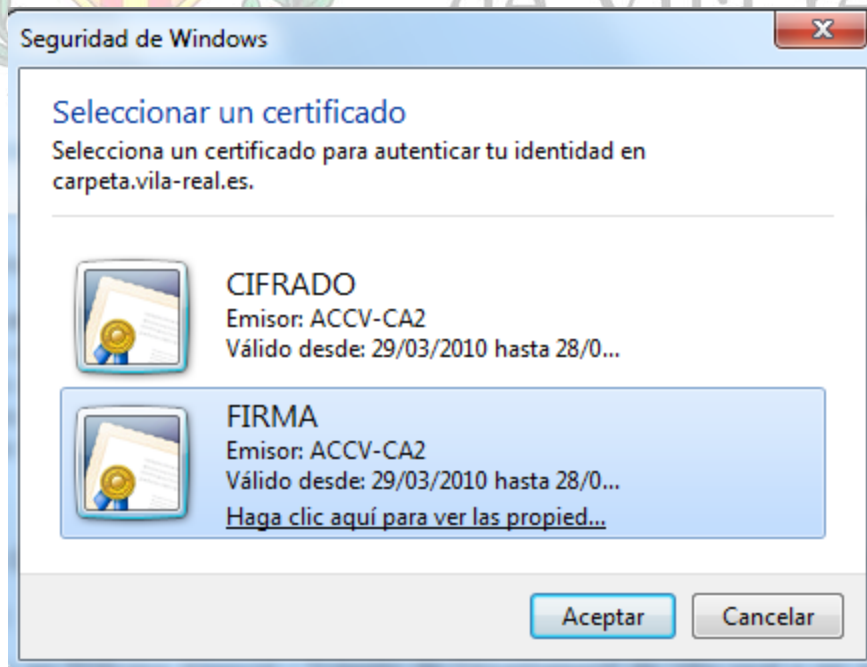 Seguridad de Windows
Seleccionar un certificado
Selecciona un certificado para autenticar tu identidad en
carpeta.vila-real.es.
CIFRADO
Emisor: ACCV-CA2
Válido desde: 29/03/2010 hasta 28/0...
FIRMA
Emisor: ACCV-CA2
Válido desde: 29/03/2010 hasta 28/0...
Haga clic aquí para ver las propied...
Aceptar
Cancelar